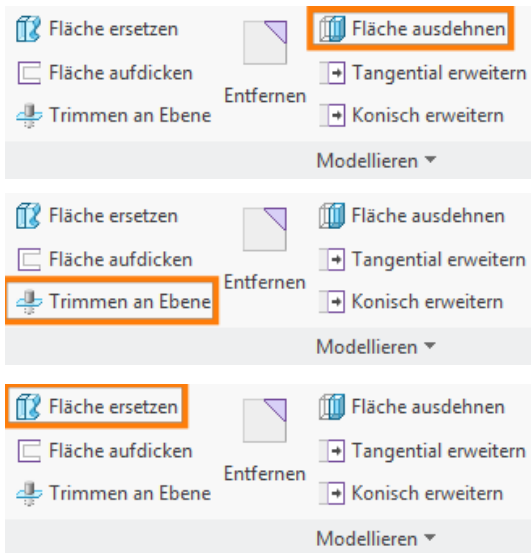 Fläche ersetzen
Fläche aufdicken
Trimmen an Ebene
Entfernen
Fläche ausdehnen
Tangential erweitern
Konisch erweitern
Modellieren
Fläche ersetzen
Fläche aufdicken
Trimmen an Ebene
Entfernen
Fläche ausdehnen
Tangential erweitern
Konisch erweitern
Modellieren
Fläche ersetzen
Fläche aufdicken
Trimmen an Ebene
Entfernen
Fläche ausdehnen
Tangential erweitern
Konisch erweitern
Modellieren